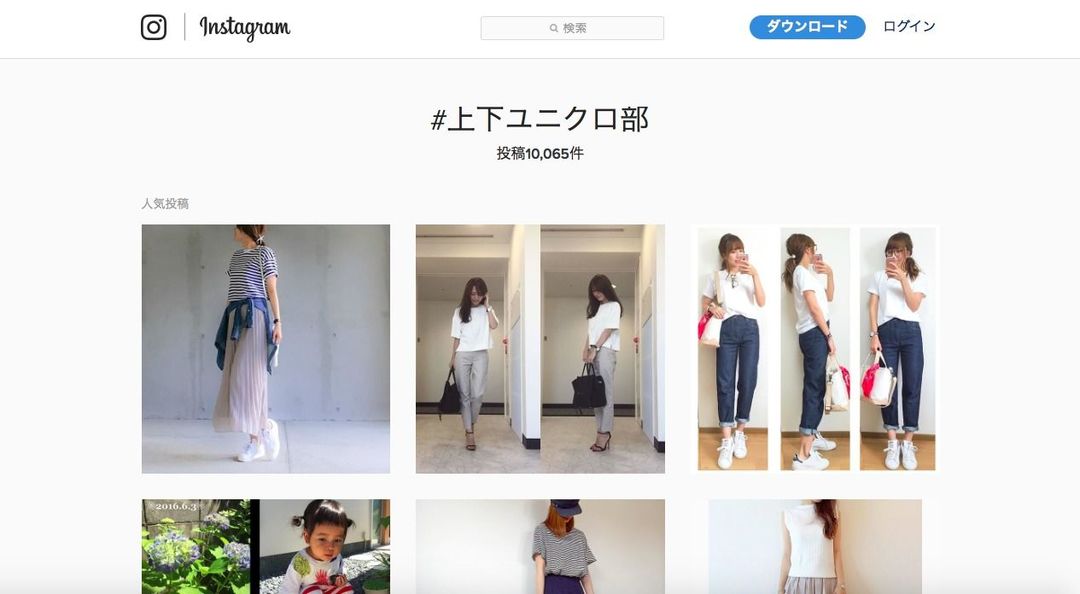 Instagram
検索
ダウンロード
ログイン
#上下ユニクロ部
投稿10,065件
人気投稿
2016.6.3